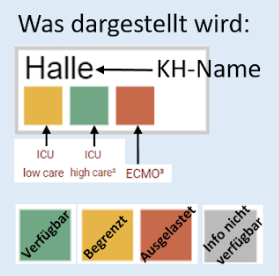 Was dargestellt wird:
Halle
KH-Name
ICU
low care
ICU
high care²
ECMO³
Verfügbar
Begrenzt
Ausgelastet
Info nicht
verfügbar